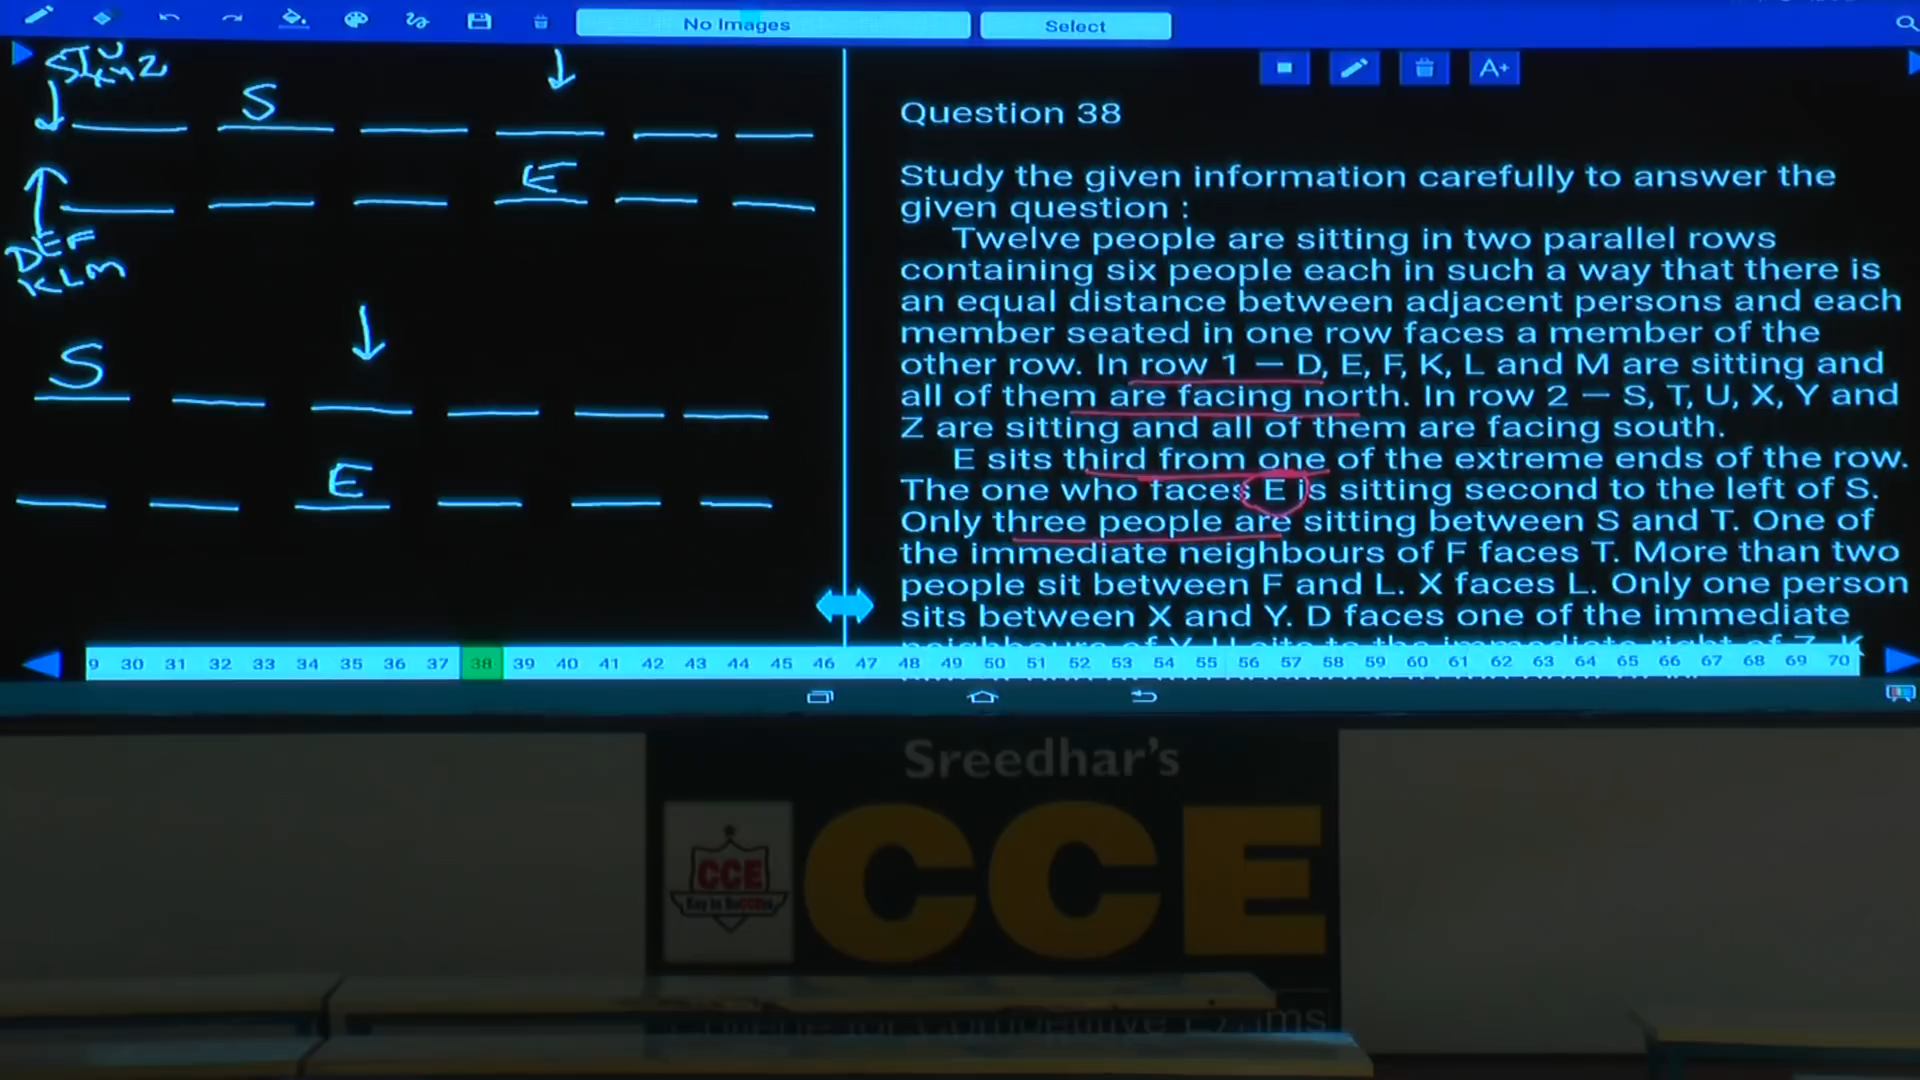 No Images
Select
S
E
DEF
KLM
S
E
A+
Question 38
Study the given information carefully to answer the
given question :
Twelve people are sitting in two parallel rows
containing six people each in such a way that there is
an equal distance between adjacent persons and each
member seated in one row faces a member of the
other row. In row 1 – D, E, F, K, L and M are sitting and
all of them are facing north. In row 2 – S, T, U, X, Y and
Z are sitting and all of them are facing south.
E sits third from one of the extreme ends of the row.
The one who faces E is sitting second to the left of S.
Only three people are sitting between S and T. One of
the immediate neighbours of F faces T. More than two
people sit between F and L. X faces L. Only one person
sits between X and Y. D faces one of the immediate
9 30 31 32 33 34 35 36 37 38 39 40 41 42 43 44 45 46 47 48 49 50 51 52 53 54 55 56 57 58 59 60 61 62 63 64 65 66 67 68 69 70
Sreedhar's
CCE
CCE